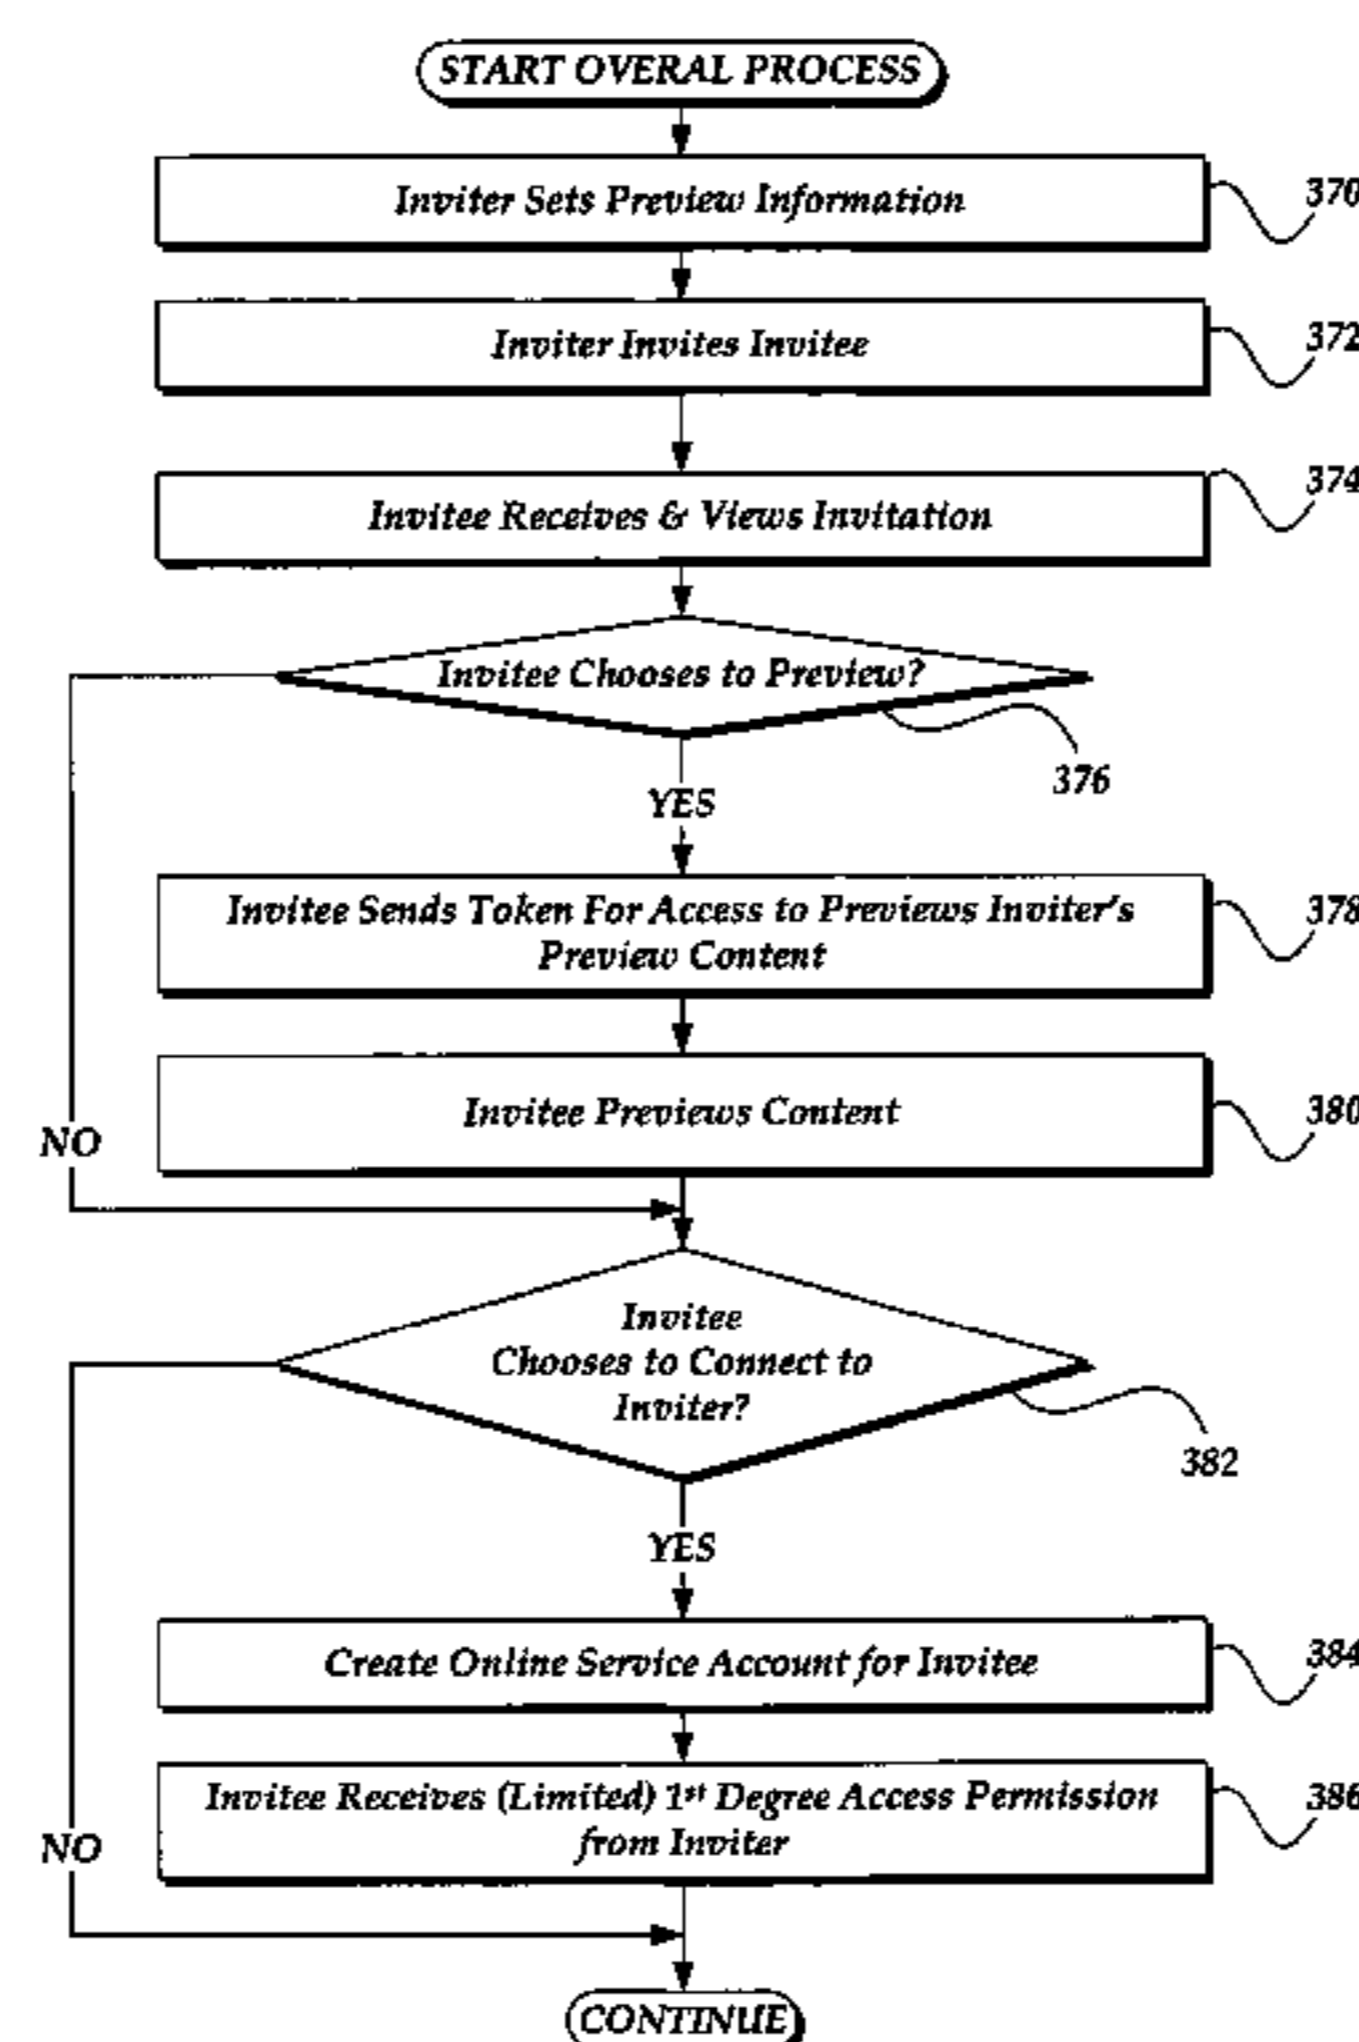 START OVERAL PROCESS
Inviter Sets Preview Information
370
Inviter Invites Invitee
372
Invitee Receives & Views Invitation
374
Invitee Chooses to Preview?
376
YES
Invitee Sends Token For Access to Previews Inviter's
Preview Content
378
Invitee Previews Content
380
NO
Invitee
Chooses to Connect to
Inviter?
382
YES
Create Online Service Account for Invitee
384
Invitee Receives (Limited) 1st Degree Access Permission
from Inviter
386
NO
CONTINUE